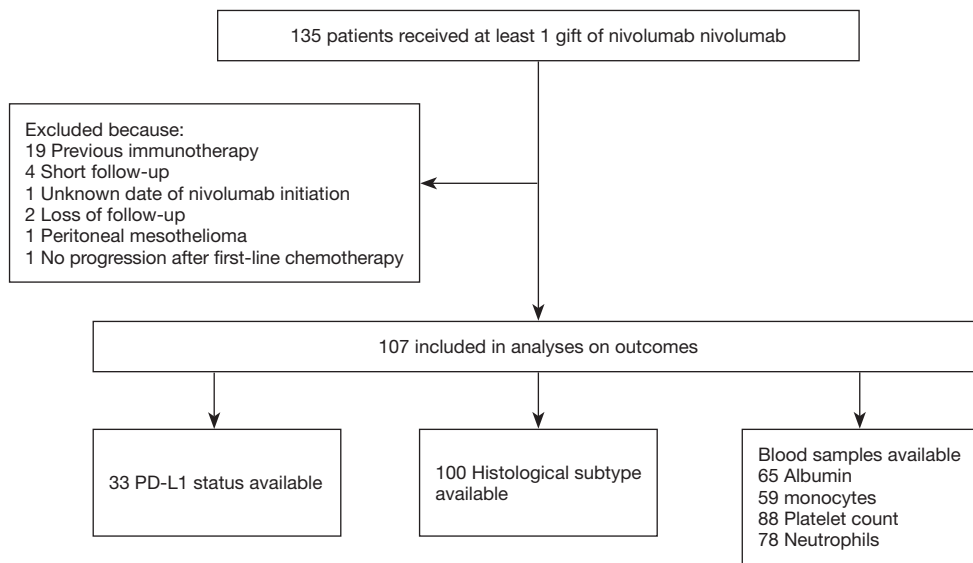 135 patients received at least 1 gift of nivolumab nivolumab
Excluded because:
19 Previous immunotherapy
4 Short follow-up
1 Unknown date of nivolumab initiation
2 Loss of follow-up
1 Peritoneal mesothelioma
1 No progression after first-line chemotherapy
107 included in analyses on outcomes
33 PD-L1 status available
100 Histological subtype
available
Blood samples available
65 Albumin
59 monocytes
88 Platelet count
78 Neutrophils